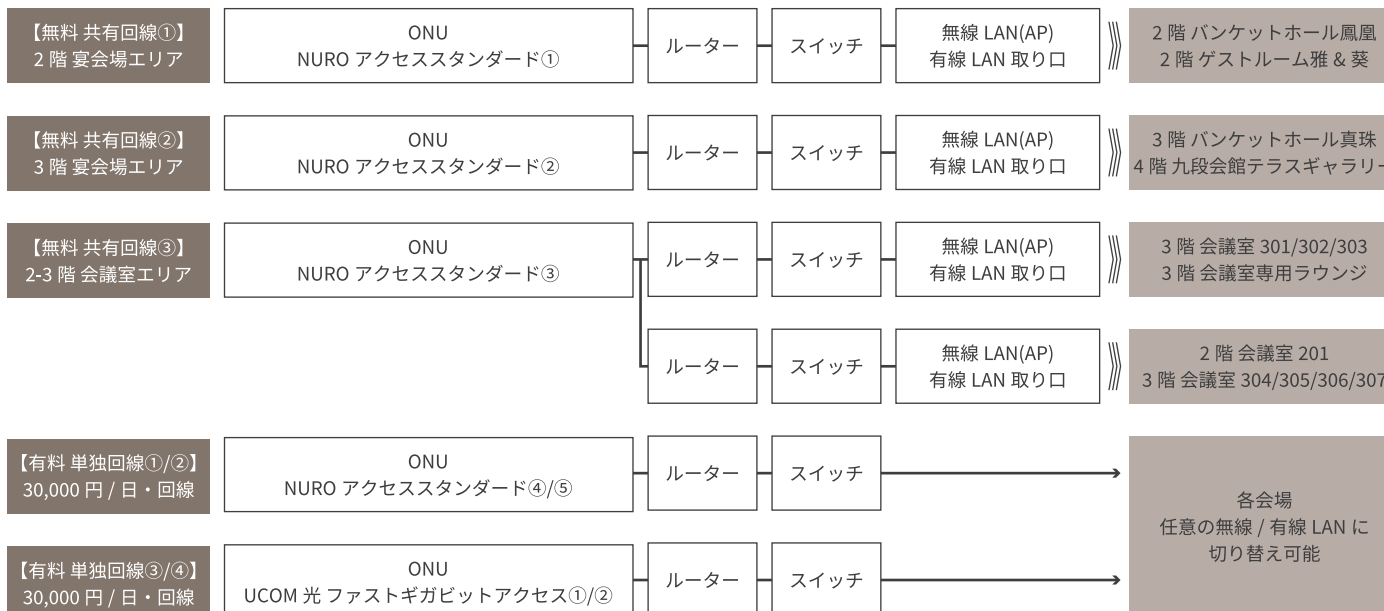 【無料 共有回線①】
2 階 宴会場エリア
ONU
NURO アクセススタンダード①
ルーター
スイッチ
無線 LAN(AP)
有線 LAN 取り口
2 階 バンケットホール鳳凰
2 階 ゲストルーム雅 & 葵
【無料 共有回線②】
3 階 宴会場エリア
ONU
NURO アクセススタンダード②
ルーター
スイッチ
無線 LAN(AP)
有線 LAN 取り口
3 階 バンケットホール真珠
4 階 九段会館テラスギャラリー
【無料 共有回線③】
2-3 階 会議室エリア
ONU
NURO アクセススタンダード③
ルーター
スイッチ
無線 LAN(AP)
有線 LAN 取り口
3 階 会議室 301/302/303
3 階 会議室専用ラウンジ
ルーター
スイッチ
無線 LAN(AP)
有線 LAN 取り口
2 階 会議室 201
3 階 会議室 304/305/306/307
【有料 単独回線①/②】
30,000 円 / 日・回線
ONU
NURO アクセススタンダード④/⑤
ルーター
スイッチ
各会場
任意の無線 / 有線 LAN に
切り替え可能
【有料 単独回線③/④】
30,000 円 / 日・回線
ONU
UCOM 光 ファストギガビットアクセス①/②
ルーター
スイッチ